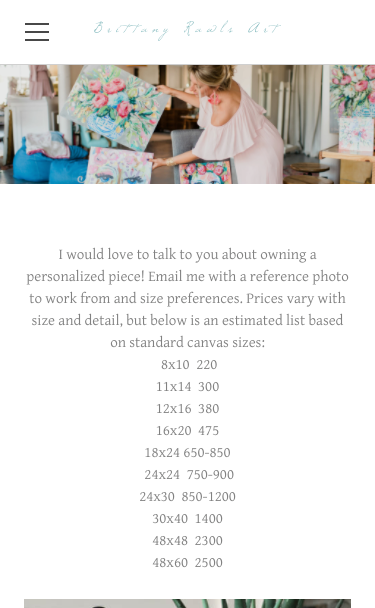 Brittany Rawls Art
I would love to talk to you about owning a
personalized piece! Email me with a reference photo
to work from and size preferences. Prices vary with
size and detail, but below is an estimated list based
on standard canvas sizes:
8x10  220
11x14  300
12x16  380
16x20  475
18x24 650-850
24x24  750-900
24x30  850-1200
30x40  1400
48x48  2300
48x60  2500